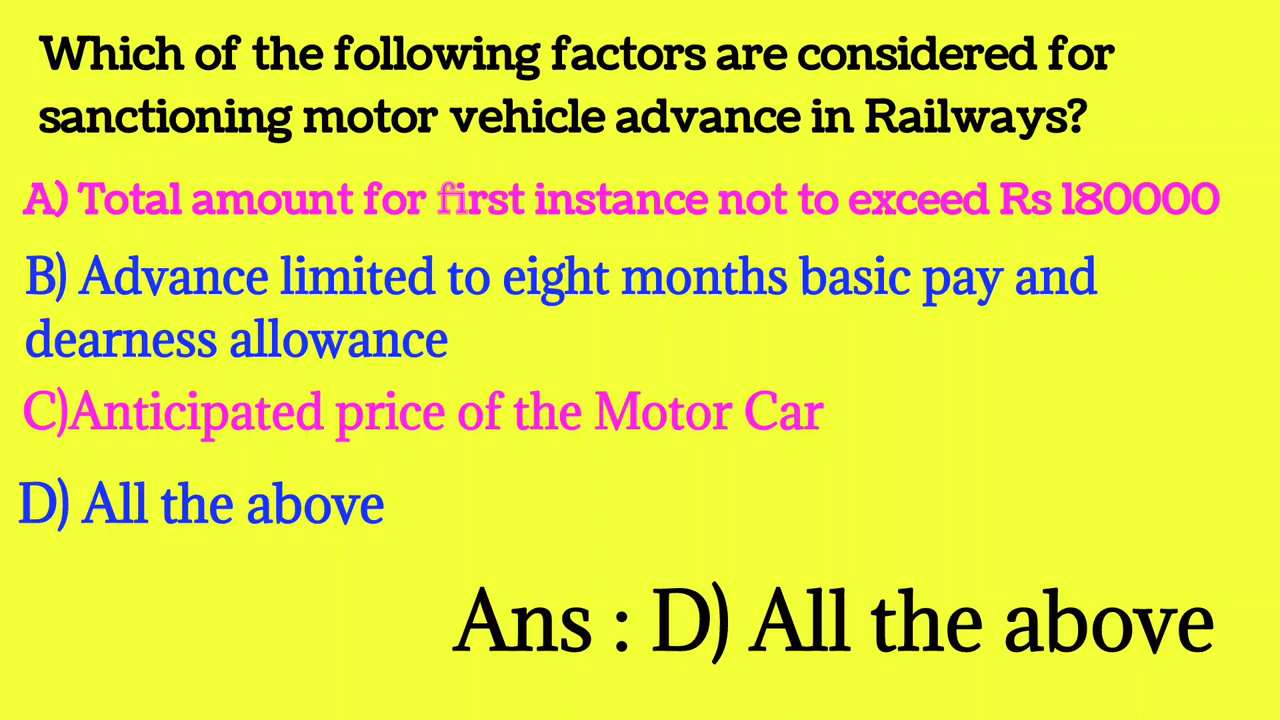 Which of the following factors are considered for
sanctioning motor vehicle advance in Railways?
A) Total amount for first instance not to exceed Rs 180000
B) Advance limited to eight months basic pay and
dearness allowance
C)Anticipated price of the Motor Car
D) All the above
Ans : D) All the above